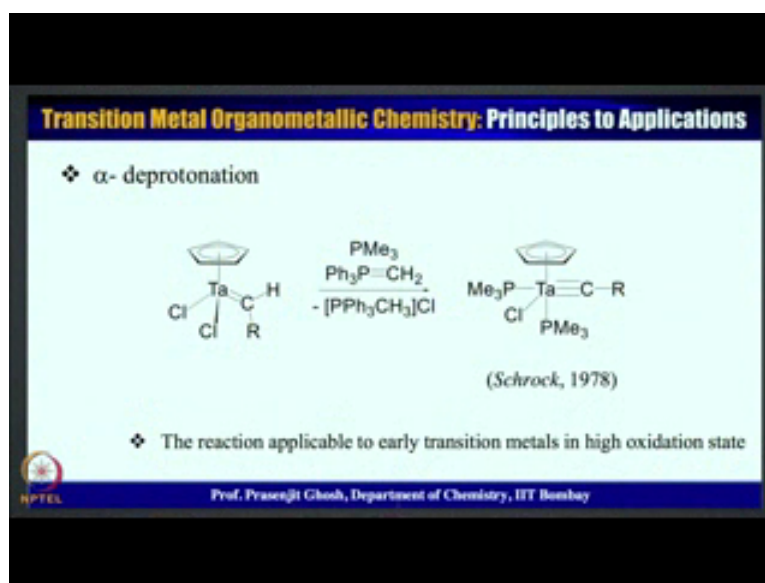 Transition Metal Organometallic Chemistry: Principles to Applications
❖ α- deprotonation
PMe₃
Ph₃P=CH₂
- [PPh₃CH₃]Cl
Ta
C
H
Cl
Cl
R
Me₃P-Ta≡C-R
Cl
PMe₃
(Schrock, 1978)
❖ The reaction applicable to early transition metals in high oxidation state
NPTEL
Prof. Prasenjit Ghosh, Department of Chemistry, IIT Bombay